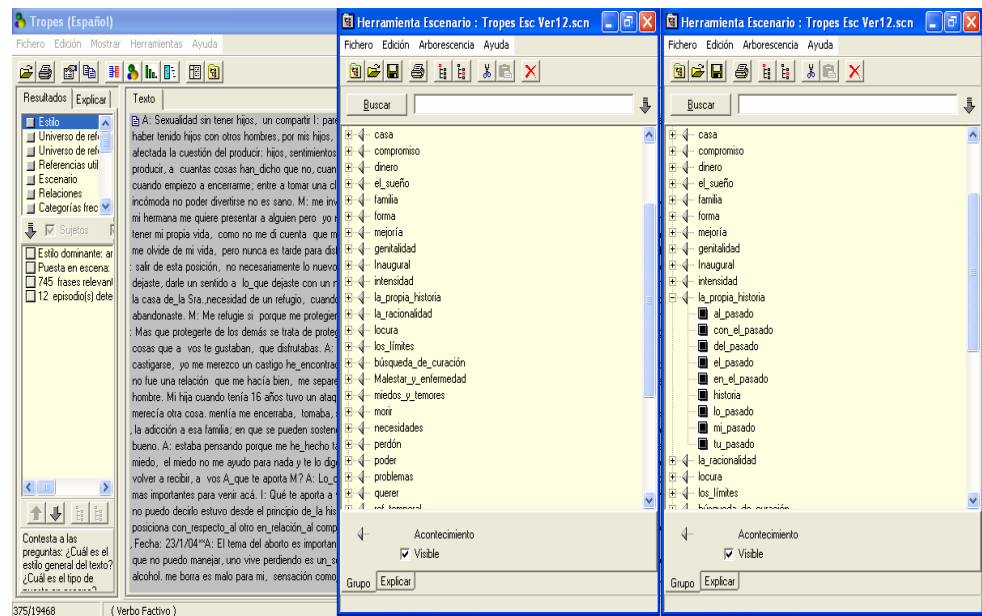 Tropes (Español)
Fichero Edición Mostrar Herramientas Ayuda
Resultados Explicar
Estilo
Universo de refe
Universo de refe
Referencias util
Escenario
Relaciones
Categorías frec
Sujetos
Estilo dominante: ar
Puesta en escena:
745 frases relevant
12 episodio(s) dete
Contesta a las
preguntas: ¿Cuál es el
estilo general del texto?
¿Cuál es el tipo de
375/19468 ( Verbo Factivo )
Texto
A: Sexualidad sin tener hijos, un compartir I: pare
haber tenido hijos con otros hombres, por mis hijos,
afectada la cuestión del producir: hijos, sentimientos
producir, a cuantas cosas han_dicho que no, cuan
cuando empiezo a encerrarme; entre a tomar una cl
incómoda no poder divertirse no es sano. M: me inv
mi hermana me quiere presentar a alguien pero yo r
tener mi propia vida, como no me di cuenta que m
me olvide de mi vida, pero nunca es tarde para disf
: salir de esta posición, no necesariamente lo nuevo
dejaste, darle un sentido a lo_que dejaste con un n
la casa de_la Sra.,necesidad de un refugio, cuando
abandonaste. M: Me refugie si porque me protegier
: Mas que protegerte de los demás se trata de proteg
cosas que a vos te gustaban, que disfrutabas. A:
castigarse, yo me merezco un castigo he_encontrad
no fue una relación que me hacía bien, me separe
hombre. Mi hija cuando tenía 16 años tuvo un ataq
merecía otra cosa. mentía me encerraba, tomaba, s
, la adicción a esa familia; en que se pueden sosten
bueno. A: estaba pensando porque me he_hecho ta
miedo, el miedo no me ayudo para nada y te lo dig
volver a recibir, a vos A_que te aporta M? A: Lo_c
mas importantes para venir acá. I: Qué te aporta a
no puedo decirlo estuvo desde el principio de_la his
posiciona con_respecto_al otro en_relación_al comp
, Fecha: 23/1/04**A: El tema del aborto es importan
que no puedo manejar, uno vive perdiendo es un_s
alcohol. me borra es malo para mi, sensación como
Herramienta Escenario : Tropes Esc Ver12.scn
Fichero Edición Arborescencia Ayuda
Buscar
casa
compromiso
dinero
el_sueño
familia
forma
mejoría
genitalidad
Inaugural
intensidad
la_propia_historia
la_racionalidad
locura
los_límites
búsqueda_de_curación
Malestar_y_enfermedad
miedos_y_temores
morir
necesidades
perdón
poder
problemas
querer
ref_temporal
Acontecimiento
Visible
Grupo Explicar
Herramienta Escenario : Tropes Esc Ver12.scn
Fichero Edición Arborescencia Ayuda
Buscar
casa
compromiso
dinero
el_sueño
familia
forma
mejoría
genitalidad
Inaugural
intensidad
la_propia_historia
al_pasado
con_el_pasado
del_pasado
el_pasado
en_el_pasado
historia
lo_pasado
mi_pasado
tu_pasado
la_racionalidad
locura
los_límites
búsqueda_de_curación
Acontecimiento
Visible
Grupo Explicar